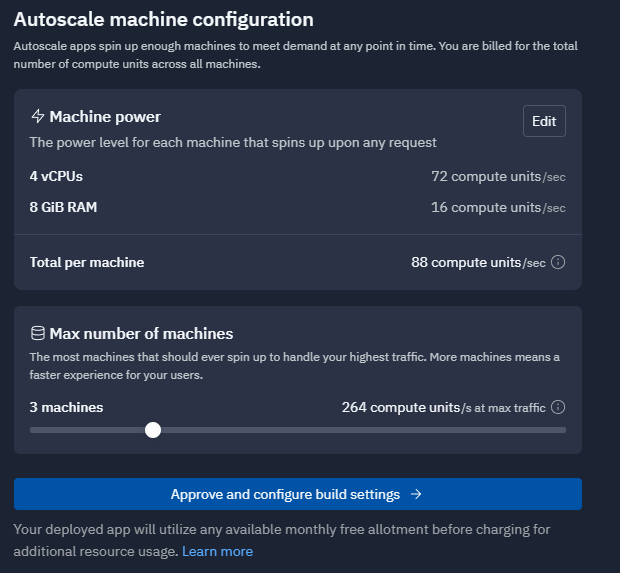 Autoscale machine configuration
Autoscale apps spin up enough machines to meet demand at any point in time. You are billed for the total
number of compute units across all machines.
Machine power
Edit
The power level for each machine that spins up upon any request
4 vCPUs 72 compute units/sec
8 GiB RAM 16 compute units/sec
Total per machine 88 compute units/sec
Max number of machines
The most machines that should ever spin up to handle your highest traffic. More machines means a
faster experience for your users.
3 machines 264 compute units/s at max traffic
Approve and configure build settings →
Your deployed app will utilize any available monthly free allotment before charging for
additional resource usage. Learn more